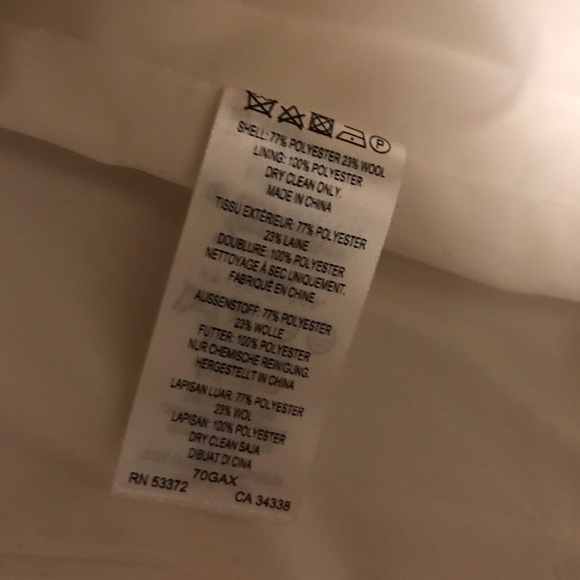 P
SHELL: 77% POLYESTER 23% WOOL
LINING: 100% POLYESTER
DRY CLEAN ONLY.
MADE IN CHINA
TISSU EXTÉRIEUR: 77% POLYESTER
23% LAINE
DOUBLURE: 100% POLYESTER
NETTOYAGE À SEC UNIQUEMENT.
FABRIQUÉ EN CHINE
AUSSENSTOFF: 77% POLYESTER
23% WOLLE
FUTTER: 100% POLYESTER
NUR CHEMISCHE REINIGUNG.
HERGESTELLT IN CHINA
LAPISAN LUAR: 77% POLYESTER
23% WOL
LAPISAN: 100% POLYESTER
DRY CLEAN SAJA
DIBUAT DI CINA
70GAX
RN 53372 CA 34338